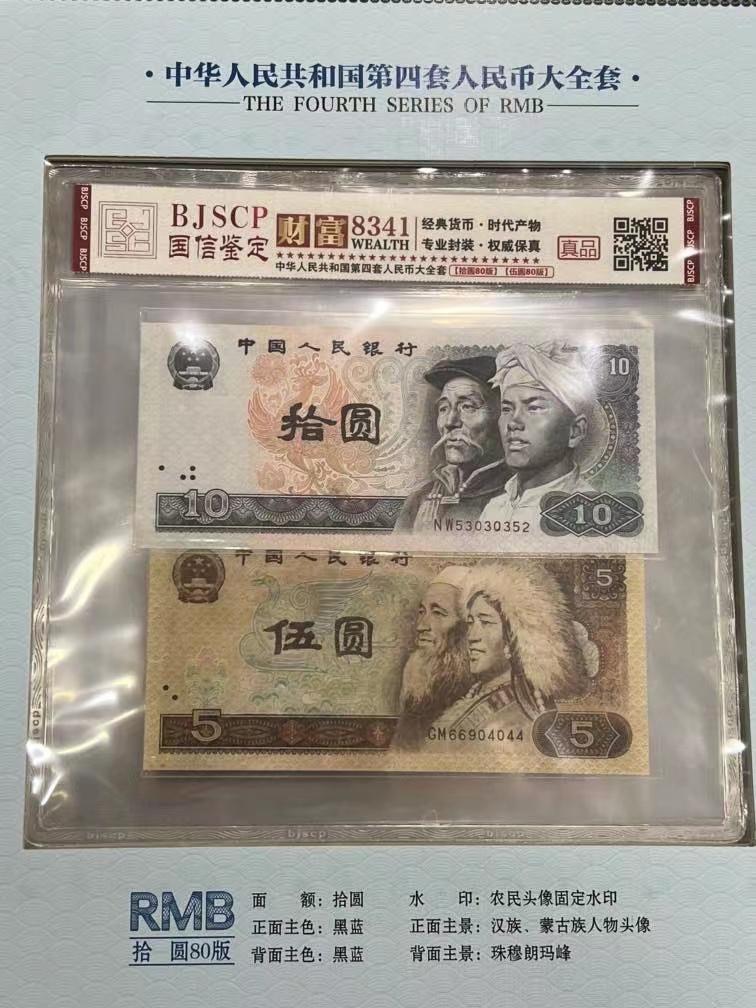 ·中华人民共和国第四套人民币大全套·
THE FOURTH SERIES OF RMB
BJSCP
国信鉴定
财富 8341
WEALTH
经典货币·时代产物
专业封装·权威保真
真品
中华人民共和国第四套人民币大全套【拾圆80版】【伍圆80版】
BJSCP
BJSCP
BJSCP
BJSCP
BJSCP
中国人民银行
10
拾圆
10
NW53030352
10
中国人民银行
5
伍圆
5
GM66904044
5
bjscp
bjscp
bjscp
RMB
拾 圆80版
面 额：拾圆
正面主色：黑蓝
背面主色：黑蓝
水 印：农民头像固定水印
正面主景：汉族、蒙古族人物头像
背面主景：珠穆朗玛峰